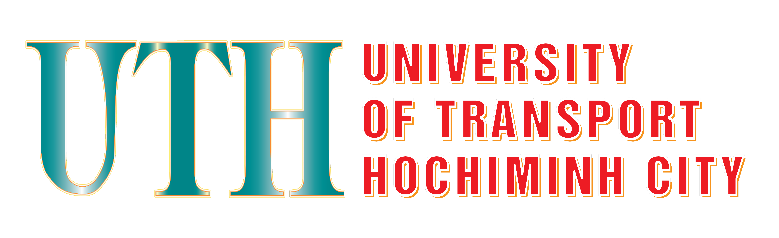 UTH
UNIVERSITY
OF TRANSPORT
HOCHIMINH CITY